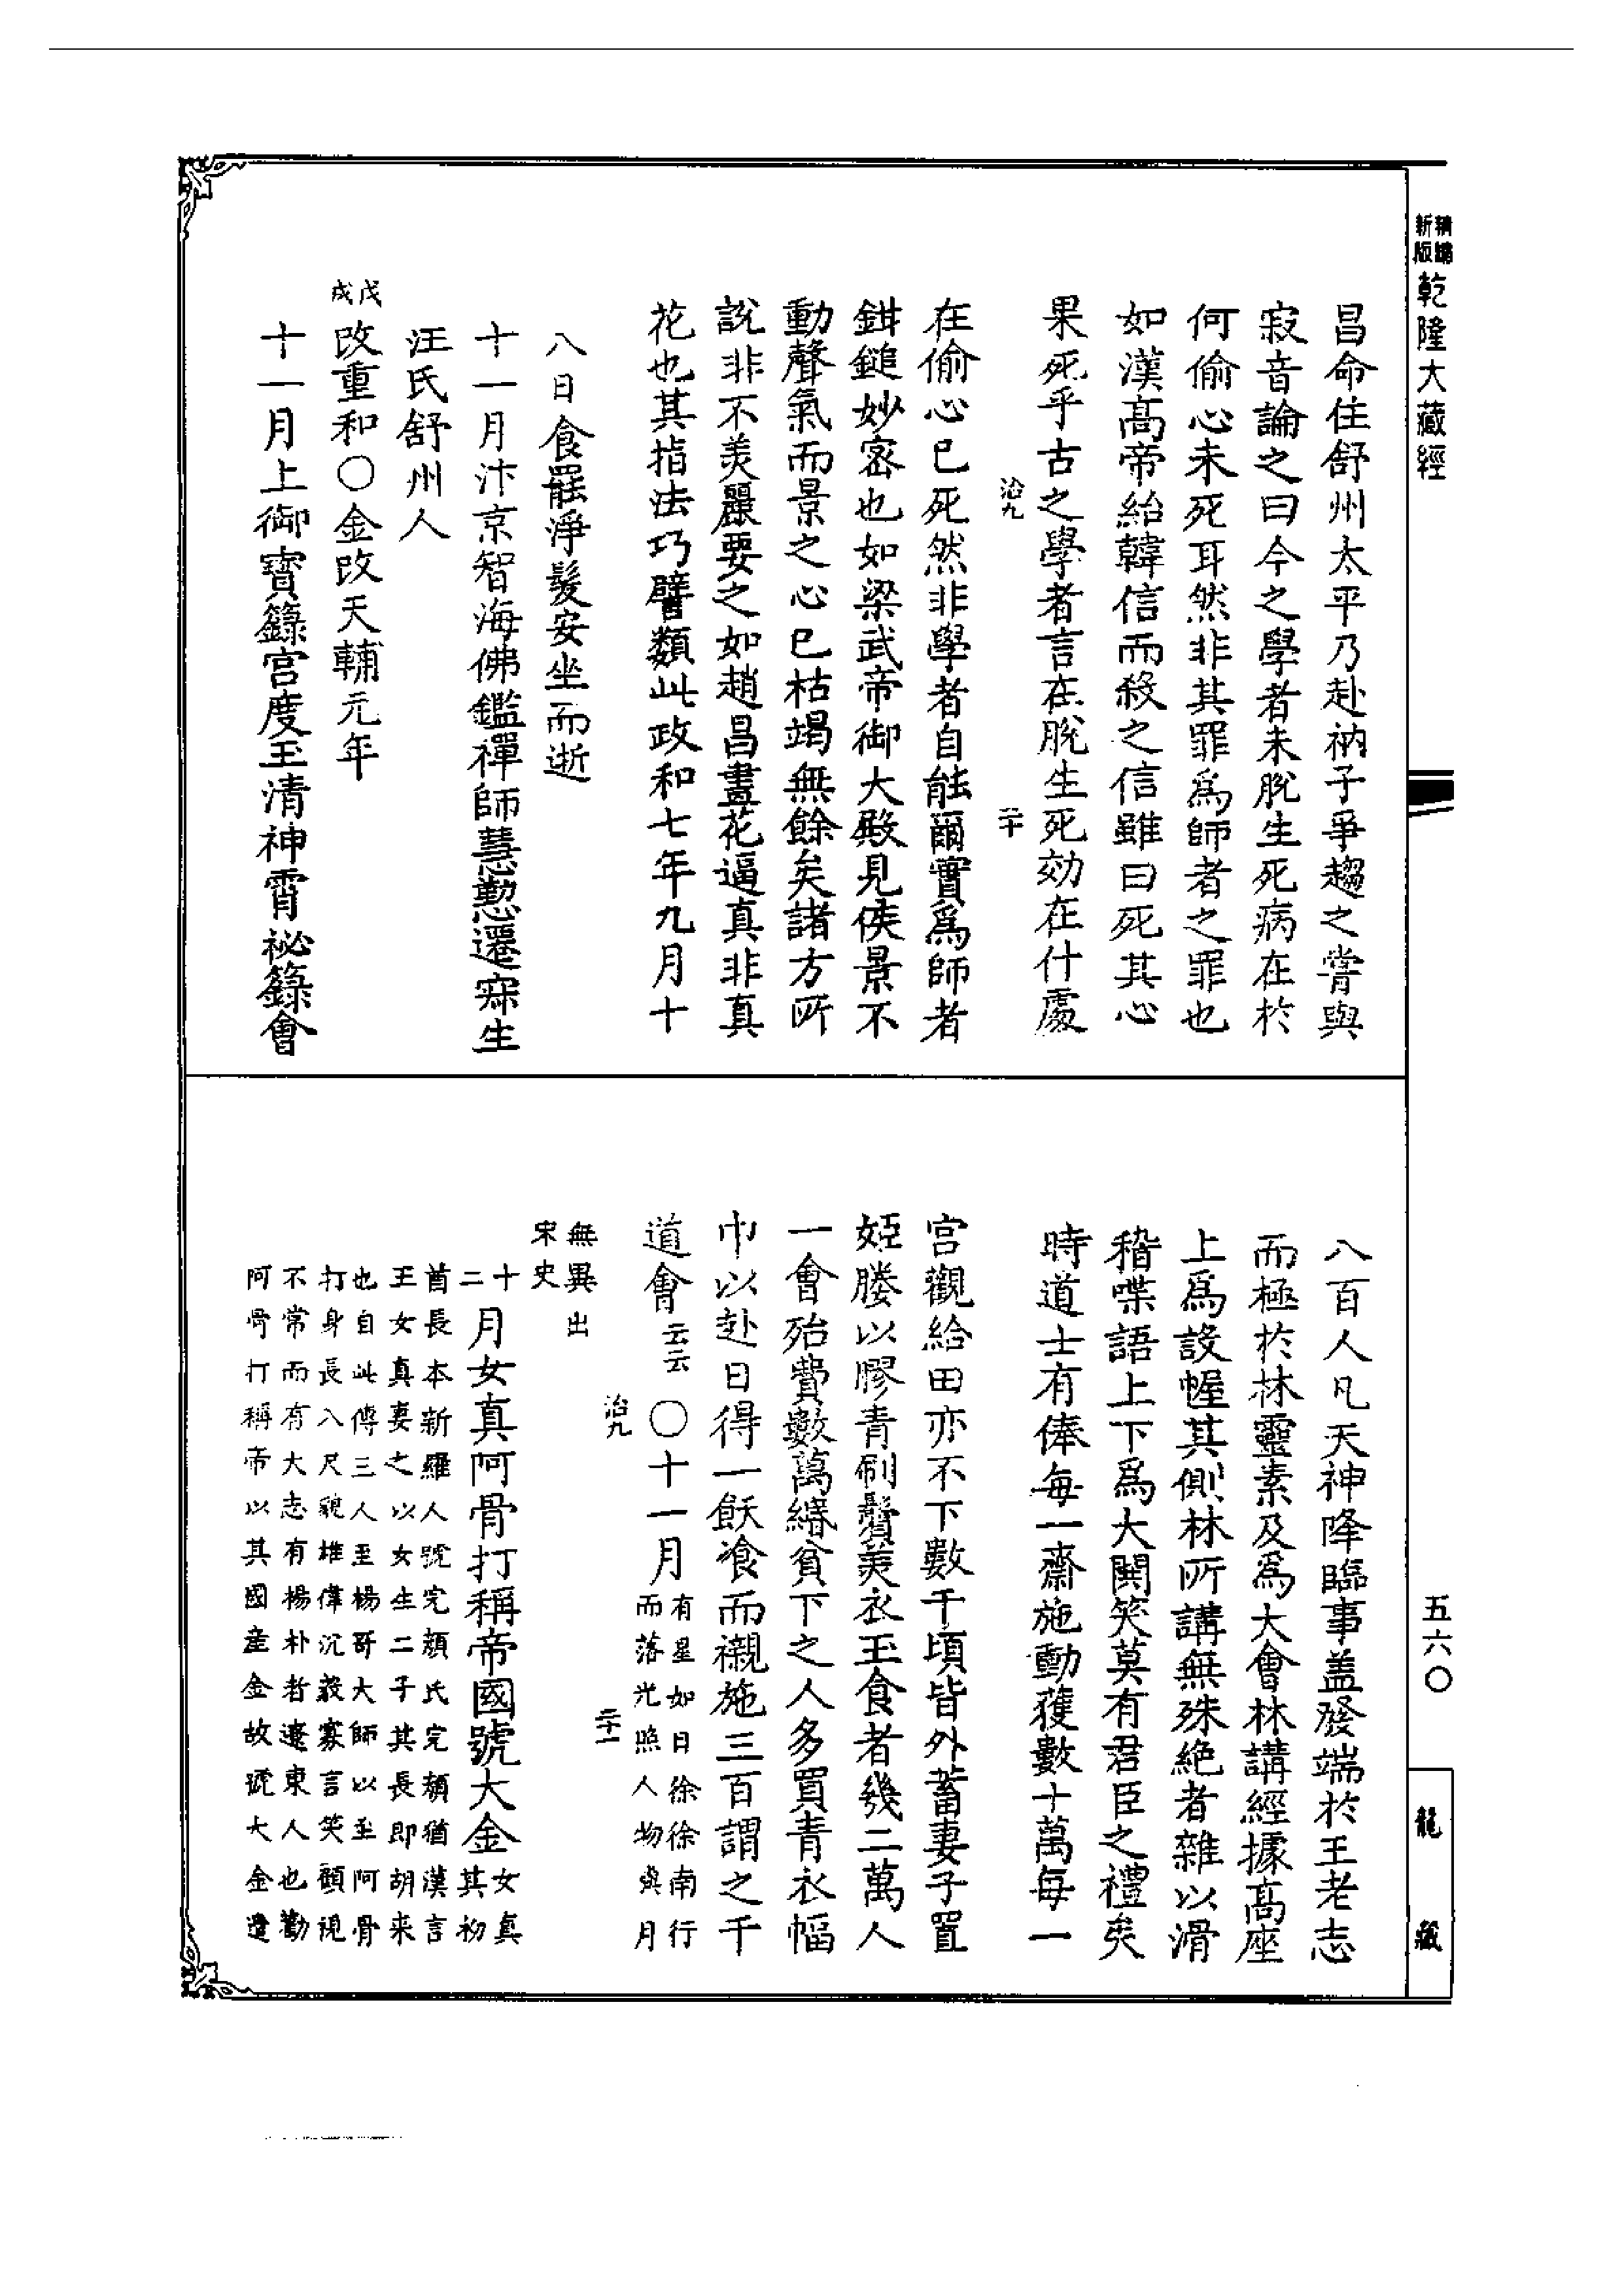 精編新版乾隆大藏經
昌命住舒州太平乃赴衲子爭趨之甞與
寂音論之曰今之學者未脫生死病在於
何偷心未死耳然非其罪爲師者之罪也
如漢高帝紿韓信而殺之信雖曰死其心
果死乎古之學者言在脫生死効在什處
治九 二十
在偷心已死然非學者自能爾實爲師者
鉗鎚妙密也如梁武帝御大殿見侯景不
動聲氣而景之心已枯竭無餘矣諸方所
說非不美麗要之如趙昌畫花逼真非真
花也其指法巧譬類此政和七年九月十
八日食罷淨髮安坐而逝
十一月汴京智海佛鑑禪師慧懃遷寂生
汪氏舒州人
戊戌改重和○金改天輔元年
十一月上御寶籙宮度玉清神霄祕籙會
八百人凡天神降臨事盖發端於王老志
而極於林靈素及爲大會林講經據高座
上爲設幄其側林所講無殊絕者雜以滑
稽喋語上下爲大閧笑莫有君臣之禮矣
時道士有俸每一齋施動獲數十萬每一
宮觀給田亦不下數千頃皆外蓄妻子置
姬媵以膠青刷鬢美衣玉食者幾二萬人
一會殆費數萬緡貧下之人多買青衣幅
巾以赴日得一飫飡而襯施三百謂之千
道會云云○十一月有星如日徐徐南行
而落光照人物與月
治九 二十一
無異出
宋史
十二月女真阿骨打稱帝國號大金女真
其初
酋長本新羅人號完顏氏完顏猶漢言
王女真妻之以女生二子其長即胡来
也自此傳三人至楊哥大師以至阿骨
打身長八尺貌雄偉沉毅寡言笑顧視
不常而有大志有楊朴者遼東人也勸
阿骨打稱帝以其國産金故號大金遼
五六〇
龍藏